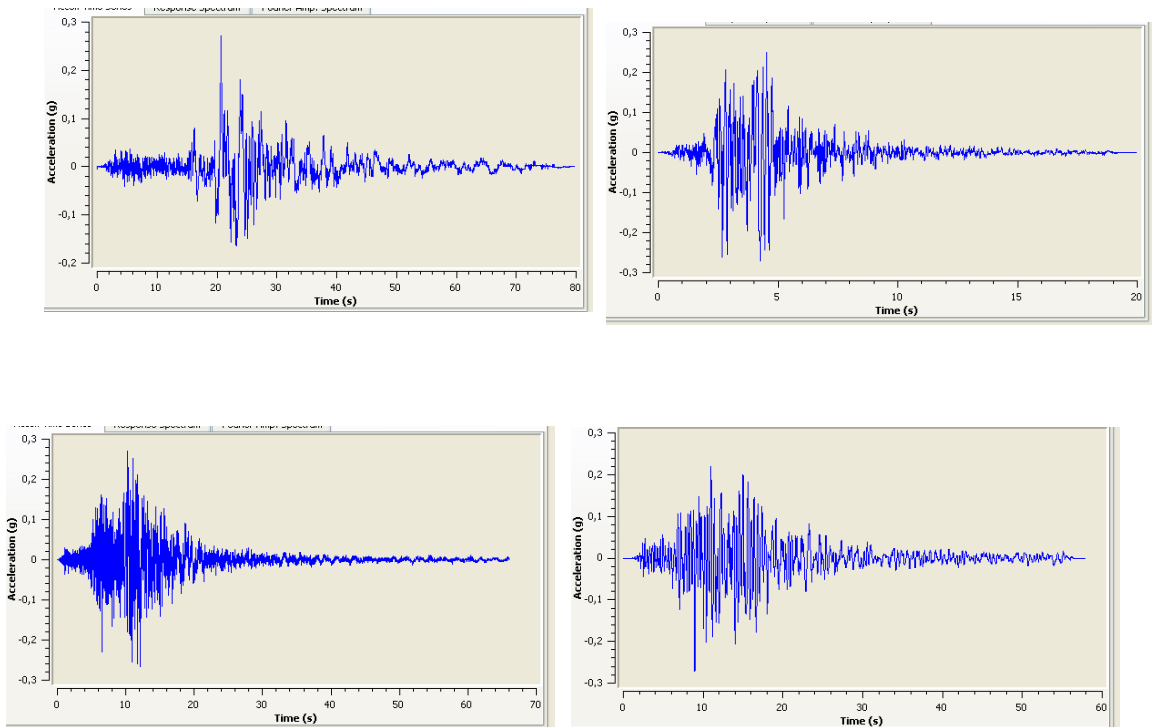 Response Spectrum Fourier Amp. Spectrum
0,3
0,2
0,1
0
-0,1
-0,2
Acceleration (g)
0 10 20 30 40 50 60 70 80
Time (s)
0,3
0,2
0,1
0
-0,1
-0,2
-0,3
Acceleration (g)
0 5 10 15 20
Time (s)
Response Spectrum Fourier Amp. Spectrum
0,3
0,2
0,1
0
-0,1
-0,2
-0,3
Acceleration (g)
0 10 20 30 40 50 60 70
Time (s)
0,3
0,2
0,1
0
-0,1
-0,2
-0,3
Acceleration (g)
0 10 20 30 40 50 60
Time (s)